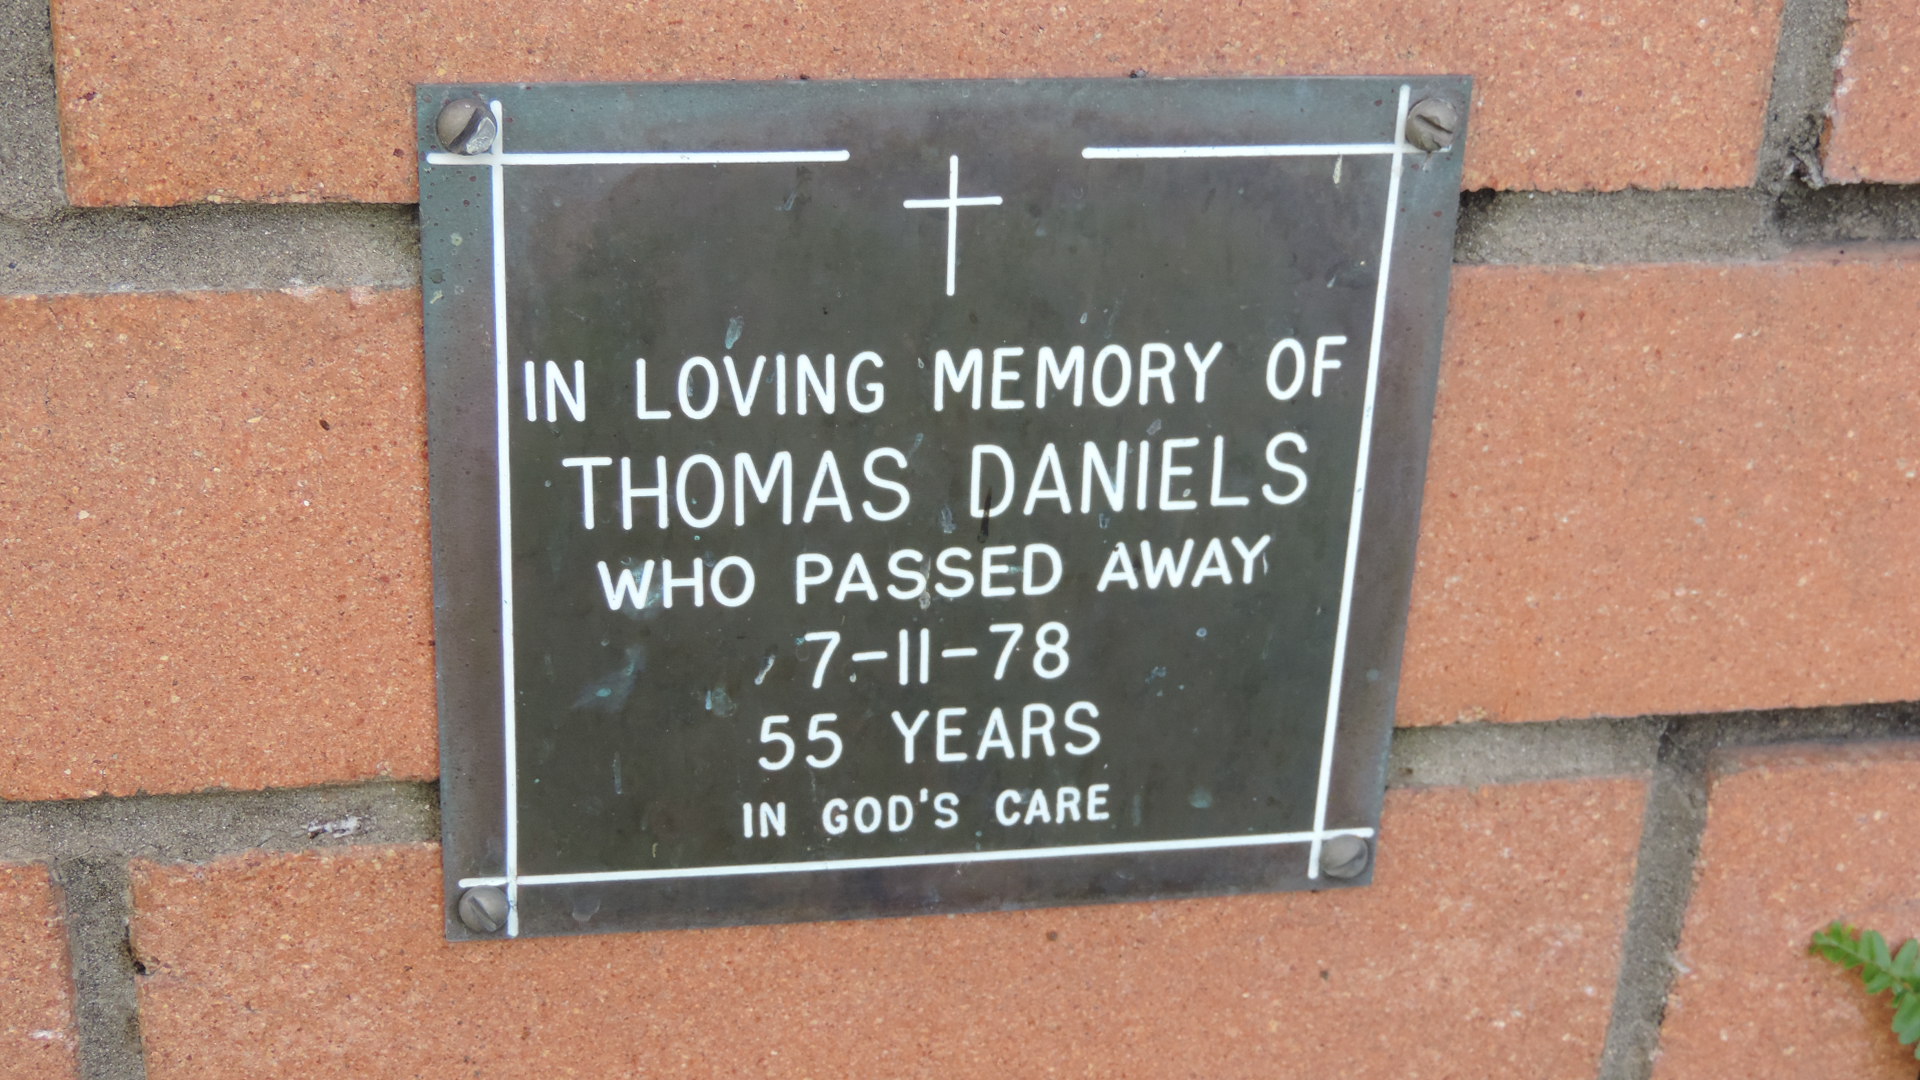 IN LOVING MEMORY OF
THOMAS DANIELS
WHO PASSED AWAY
7-11-78
55 YEARS
IN GOD'S CARE